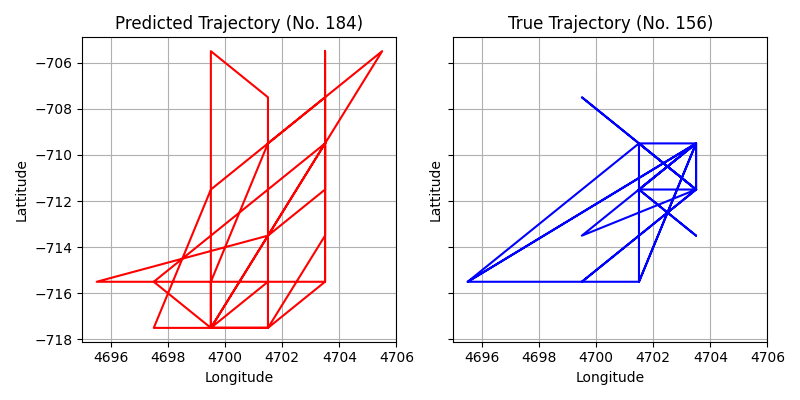 Predicted Trajectory (No. 184)
True Trajectory (No. 156)
−706
−708
−710
−712
−714
−716
−718
Lattitude
Lattitude
4696 4698 4700 4702 4704 4706
4696 4698 4700 4702 4704 4706
Longitude
Longitude